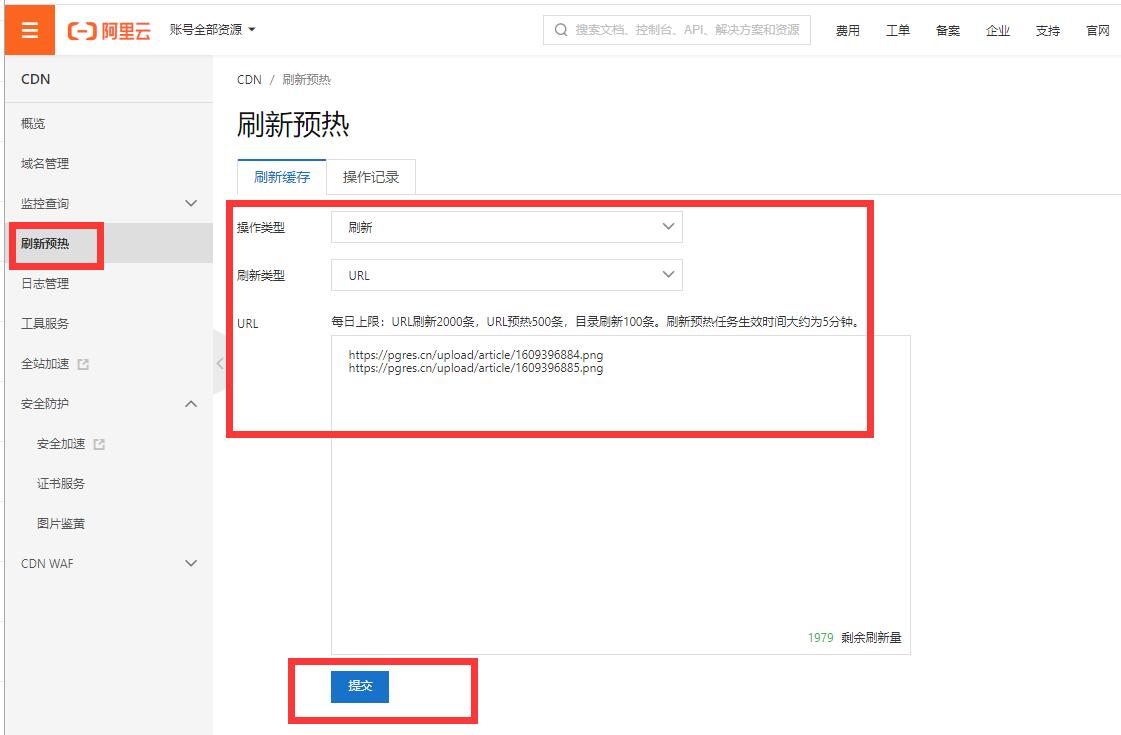 阿里云
账号全部资源
搜索文档、控制台、API、解决方案和资源
费用
工单
备案
企业
支持
官网
CDN
概览
域名管理
监控查询
刷新预热
日志管理
工具服务
全站加速
安全防护
安全加速
证书服务
图片鉴黄
CDN WAF
CDN / 刷新预热
刷新预热
刷新缓存
操作记录
操作类型
刷新
刷新类型
URL
URL
每日上限：URL刷新2000条，URL预热500条，目录刷新100条。刷新预热任务生效时间大约为5分钟。
https://pgres.cn/upload/article/1609396884.png
https://pgres.cn/upload/article/1609396885.png
1979 剩余刷新量
提交